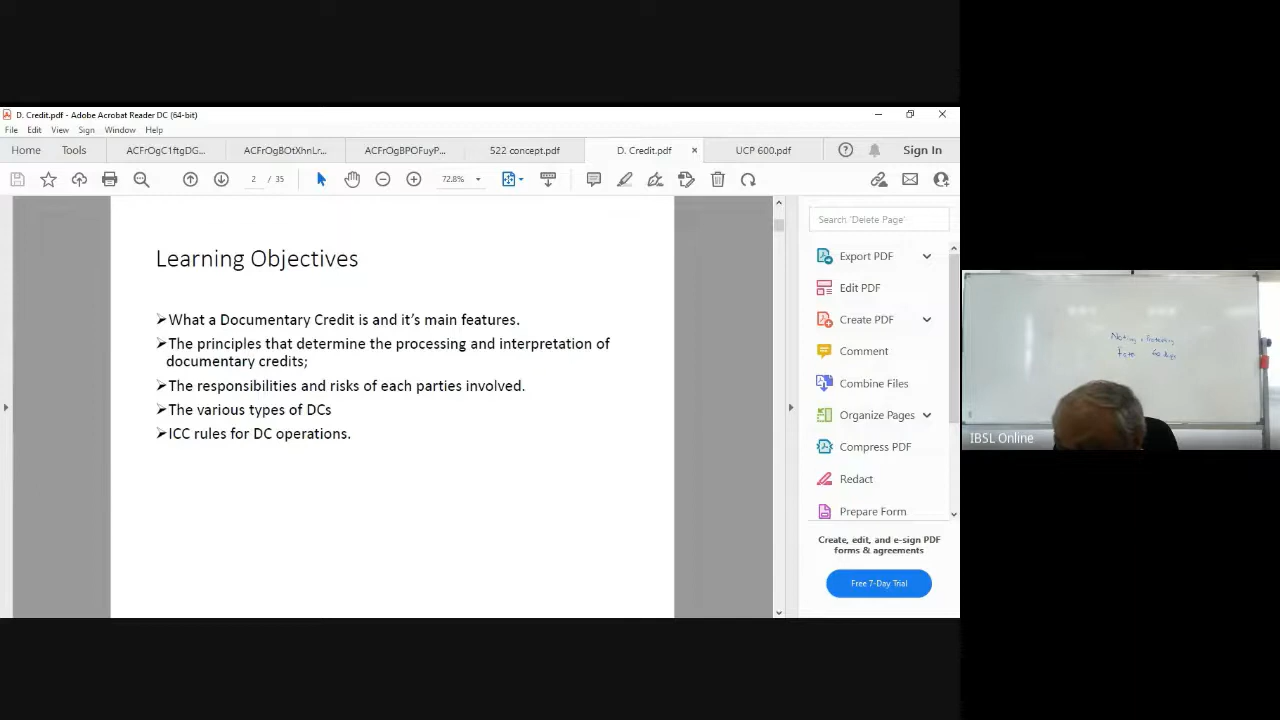 D. Credit.pdf - Adobe Acrobat Reader DC (64-bit)
File Edit View Sign Window Help
Home Tools ACFrOgC1ftgDG... ACFrOgBOtXhnLr... ACFrOgBPOFuyP... 522 concept.pdf D. Credit.pdf × UCP 600.pdf Sign In
2 / 35 72.8%
Learning Objectives
➢What a Documentary Credit is and it's main features.
➢The principles that determine the processing and interpretation of
documentary credits;
➢The responsibilities and risks of each parties involved.
➢The various types of DCs
➢ICC rules for DC operations.
Search 'Delete Page'
Export PDF
Edit PDF
Create PDF
Comment
Combine Files
Organize Pages
Compress PDF
Redact
Prepare Form
Create, edit, and e-sign PDF
forms & agreements
Free 7-Day Trial
IBSL Online